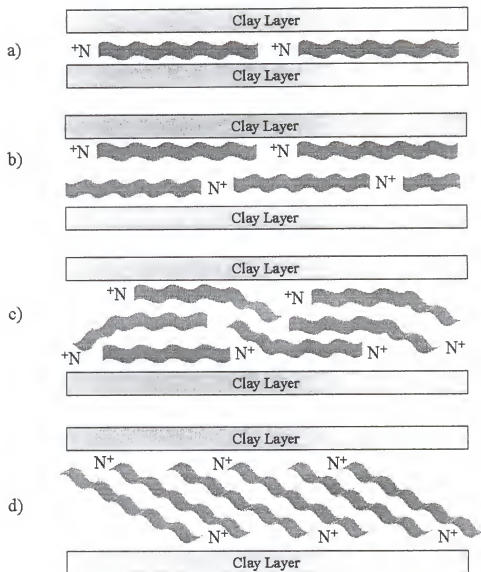 Clay Layer
a) +N +N
Clay Layer
Clay Layer
b) +N +N
N+ N+
Clay Layer
Clay Layer
+N +N
c)
+N N+ N+
Clay Layer
Clay Layer
N+ N+ N+
d)
N+ N+ N+
Clay Layer